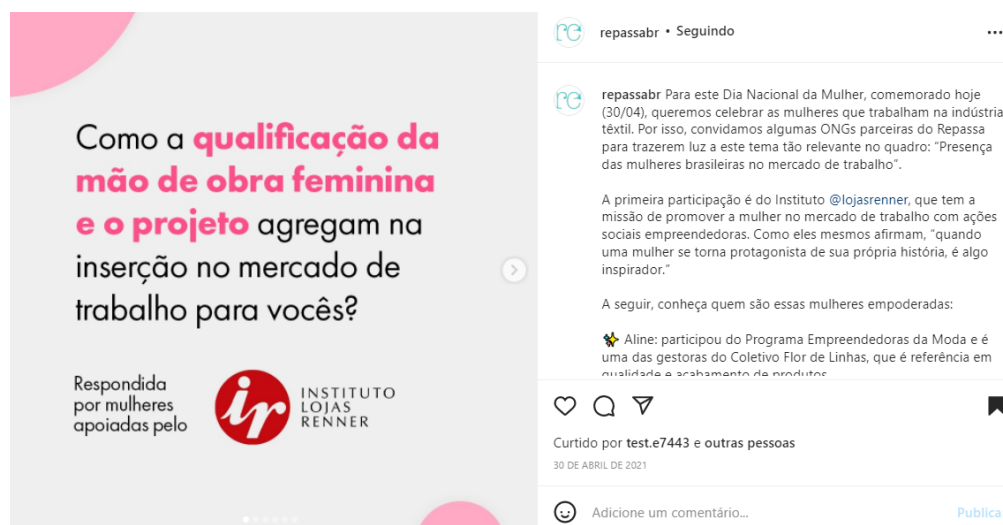 Como a qualificação da
mão de obra feminina
e o projeto agregam na
inserção no mercado de
trabalho para vocês?
Respondida
por mulheres
apoiadas pelo
ir
INSTITUTO
LOJAS
RENNER
re
repassabr • Seguindo
re
repassabr Para este Dia Nacional da Mulher, comemorado hoje
(30/04), queremos celebrar as mulheres que trabalham na indústria
têxtil. Por isso, convidamos algumas ONGs parceiras do Repassa
para trazerem luz a este tema tão relevante no quadro: "Presença
das mulheres brasileiras no mercado de trabalho".
A primeira participação é do Instituto @lojasrenner, que tem a
missão de promover a mulher no mercado de trabalho com ações
sociais empreendedoras. Como eles mesmos afirmam, "quando
uma mulher se torna protagonista de sua própria história, é algo
inspirador."
A seguir, conheça quem são essas mulheres empoderadas:
✨ Aline: participou do Programa Empreendedoras da Moda e é
uma das gestoras do Coletivo Flor de Linhas, que é referência em
qualidade e acabamento de produtos
Curtido por test.e7443 e outras pessoas
30 DE ABRIL DE 2021
Adicione um comentário...
Publica